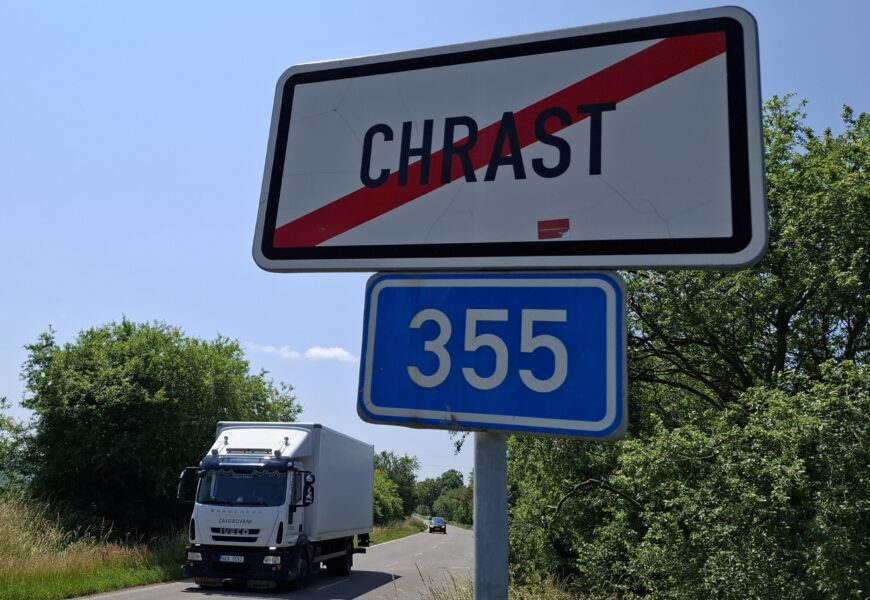 CHRAST
355
ZÁSOBOVÁNÍ
IVECO